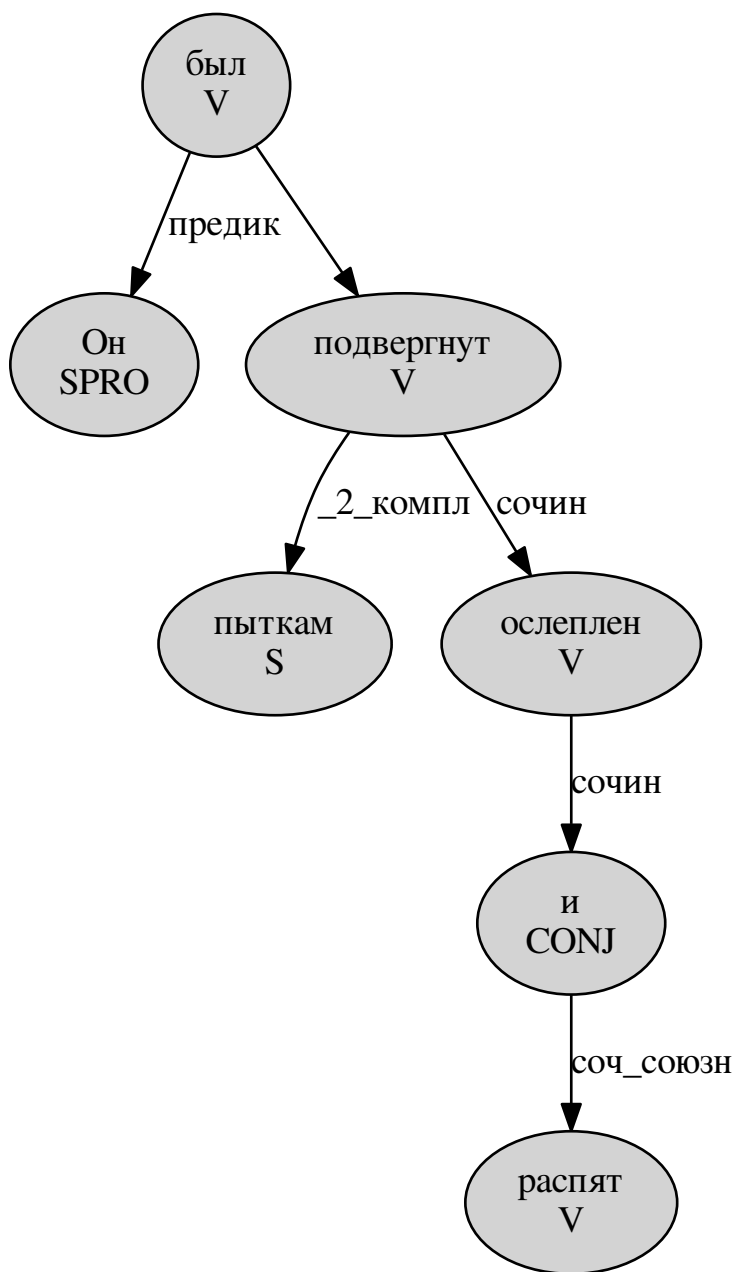 был
V
предик
Он
SPRO
подвергнут
V
_2_компл
сочин
пыткам
S
ослеплен
V
сочин
и
CONJ
соч_союзн
распят
V